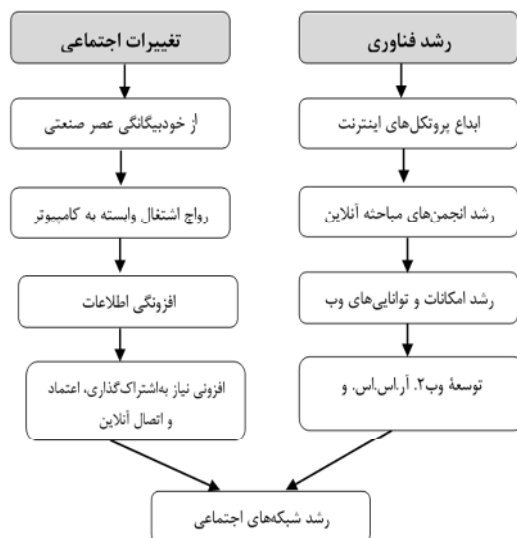 رشد فناوری
ابداع پروتکل‌های اینترنت
رشد انجمن‌های مباحثه آنلاین
رشد امکانات و توانایی‌های وب
توسعۀ وب۲. آر.اس.اس. و
تغییرات اجتماعی
از خودبیگانگی عصر صنعتی
رواج اشتغال وابسته به کامپیوتر
افزونگی اطلاعات
افزونی نیاز به‌اشتراک‌گذاری، اعتماد
و اتصال آنلاین
رشد شبکه‌های اجتماعی